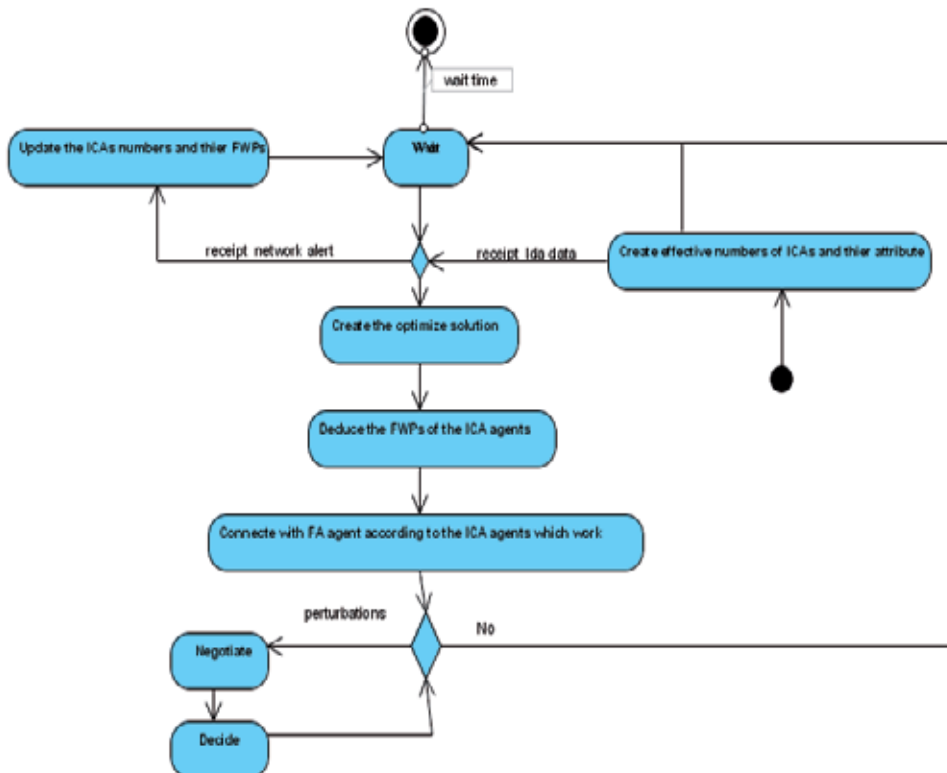 wait time
Update the ICAs numbers and thier FWPs
Wait
receipt network alert
receipt Ida data
Create effective numbers of ICAs and thier attribute
Create the optimize solution
Deduce the FWPs of the ICA agents
Connecte with FA agent according to the ICA agents which work
perturbations
No
Negotiate
Decide